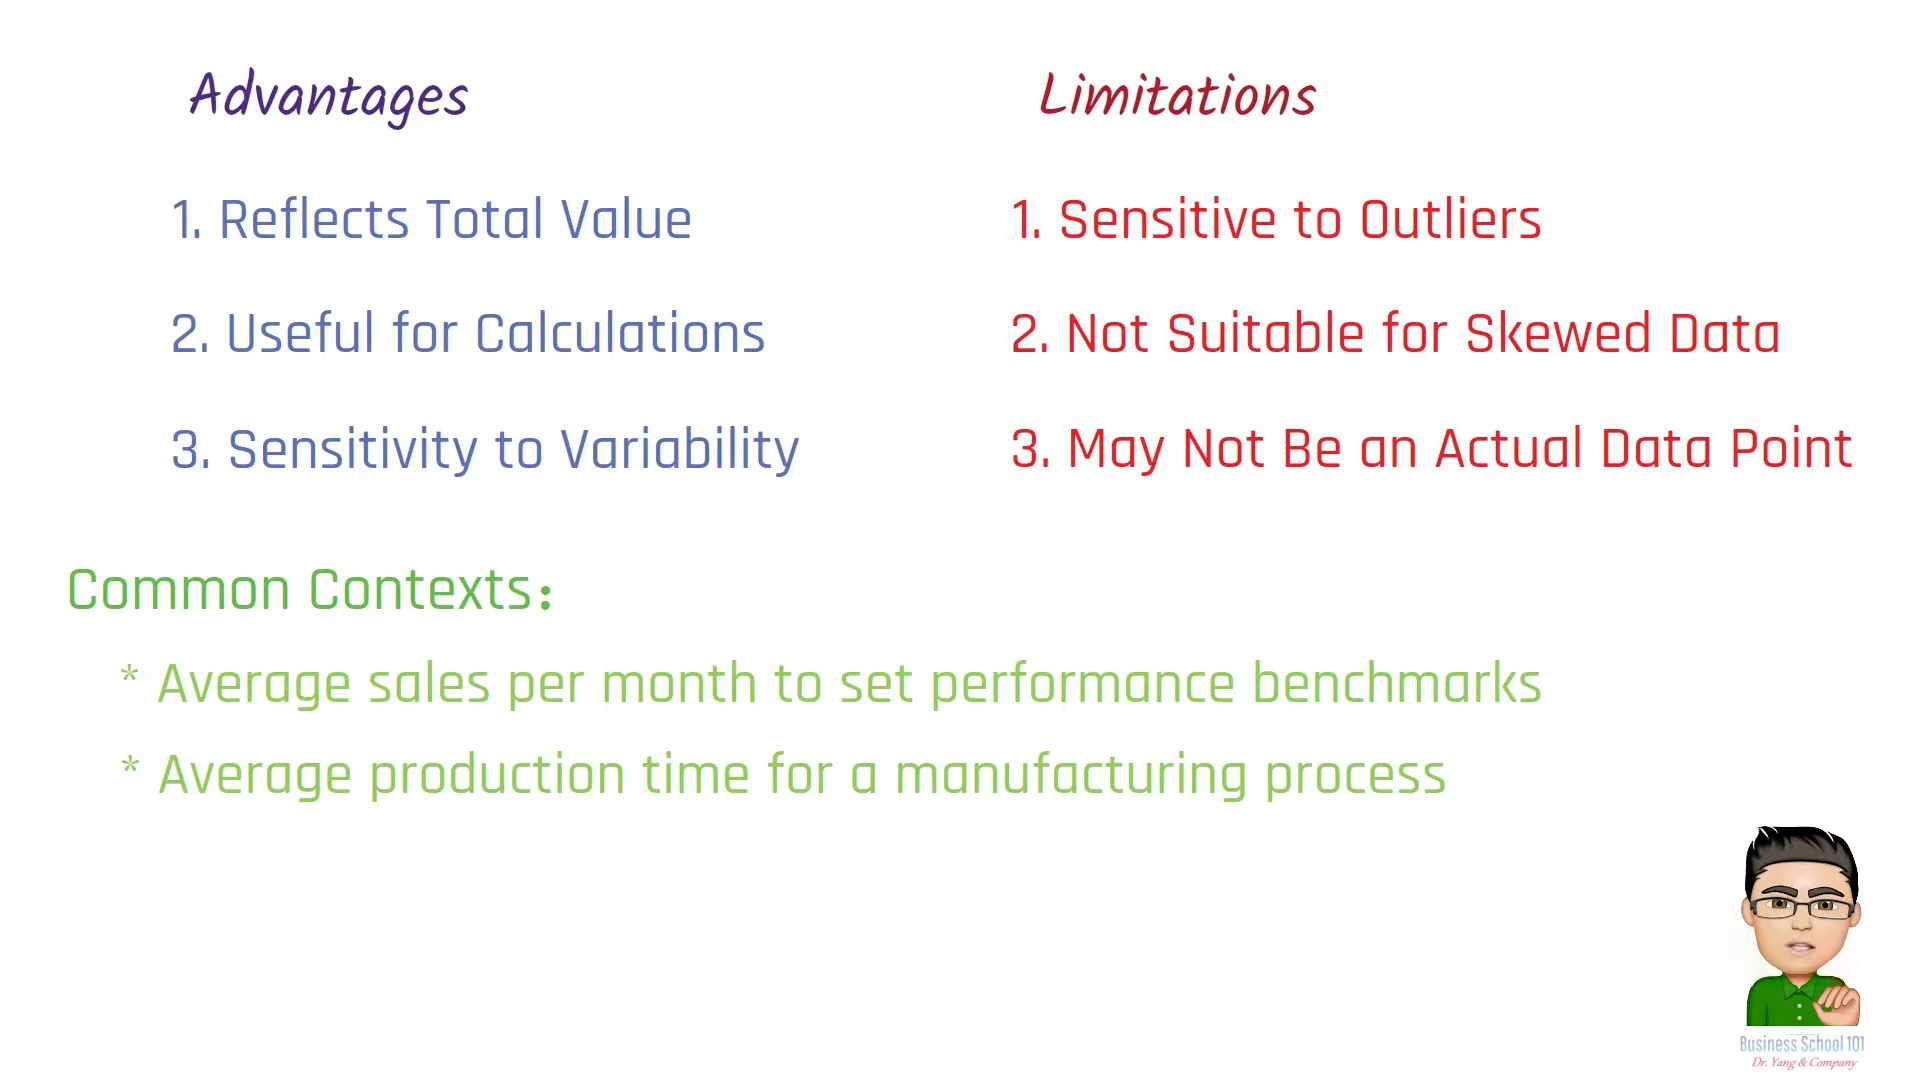 Advantages
1. Reflects Total Value
2. Useful for Calculations
3. Sensitivity to Variability
Limitations
1. Sensitive to Outliers
2. Not Suitable for Skewed Data
3. May Not Be an Actual Data Point
Common Contexts:
* Average sales per month to set performance benchmarks
* Average production time for a manufacturing process
Business School 101
Dr. Yang & Company